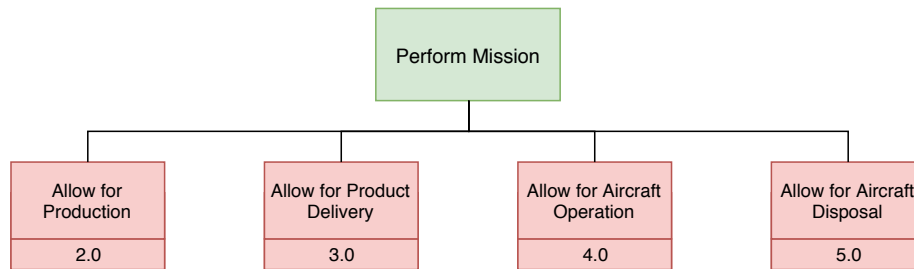 Perform Mission
Allow for
Production
2.0
Allow for Product
Delivery
3.0
Allow for Aircraft
Operation
4.0
Allow for Aircraft
Disposal
5.0